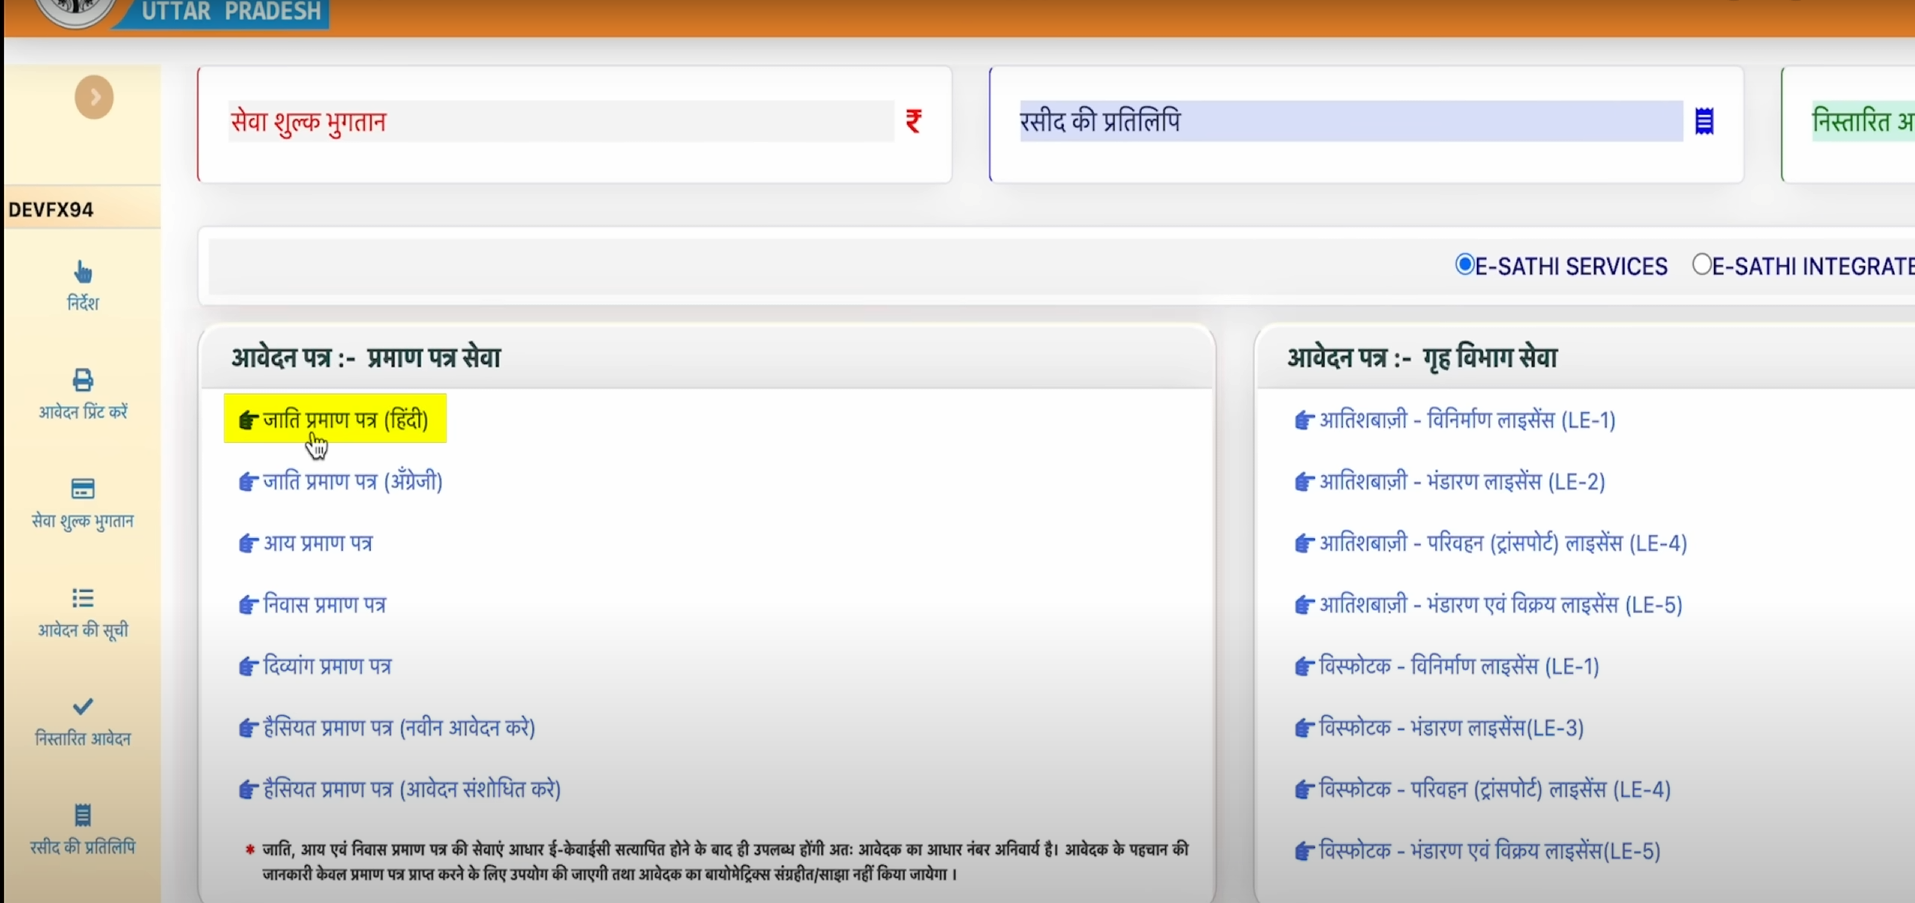 UTTAR PRADESH
सेवा शुल्क भुगतान
रसीद की प्रतिलिपि
निस्तारित
DEVFX94
निर्देश
आवेदन प्रिंट करें
सेवा शुल्क भुगतान
आवेदन की सूची
निस्तारित आवेदन
रसीद की प्रतिलिपि
E-SATHI SERVICES E-SATHI INTEGRATE
आवेदन पत्र :- प्रमाण पत्र सेवा
जाति प्रमाण पत्र (हिंदी)
जाति प्रमाण पत्र (अँग्रेजी)
आय प्रमाण पत्र
निवास प्रमाण पत्र
दिव्यांग प्रमाण पत्र
हैसियत प्रमाण पत्र (नवीन आवेदन करे)
हैसियत प्रमाण पत्र (आवेदन संशोधित करे)
* जाति, आय एवं निवास प्रमाण पत्र की सेवाएं आधार ई-केवाईसी सत्यापित होने के बाद ही उपलब्ध होंगी अतः आवेदक का आधार नंबर अनिवार्य है। आवेदक के पहचान की
जानकारी केवल प्रमाण पत्र प्राप्त करने के लिए उपयोग की जाएगी तथा आवेदक का बायोमेट्रिक्स संग्रहीत/साझा नहीं किया जायेगा ।
आवेदन पत्र :- गृह विभाग सेवा
आतिशबाज़ी - विनिर्माण लाइसेंस (LE-1)
आतिशबाज़ी - भंडारण लाइसेंस (LE-2)
आतिशबाज़ी - परिवहन (ट्रांसपोर्ट) लाइसेंस (LE-4)
आतिशबाज़ी - भंडारण एवं विक्रय लाइसेंस (LE-5)
विस्फोटक - विनिर्माण लाइसेंस (LE-1)
विस्फोटक - भंडारण लाइसेंस(LE-3)
विस्फोटक - परिवहन (ट्रांसपोर्ट) लाइसेंस (LE-4)
विस्फोटक - भंडारण एवं विक्रय लाइसेंस(LE-5)